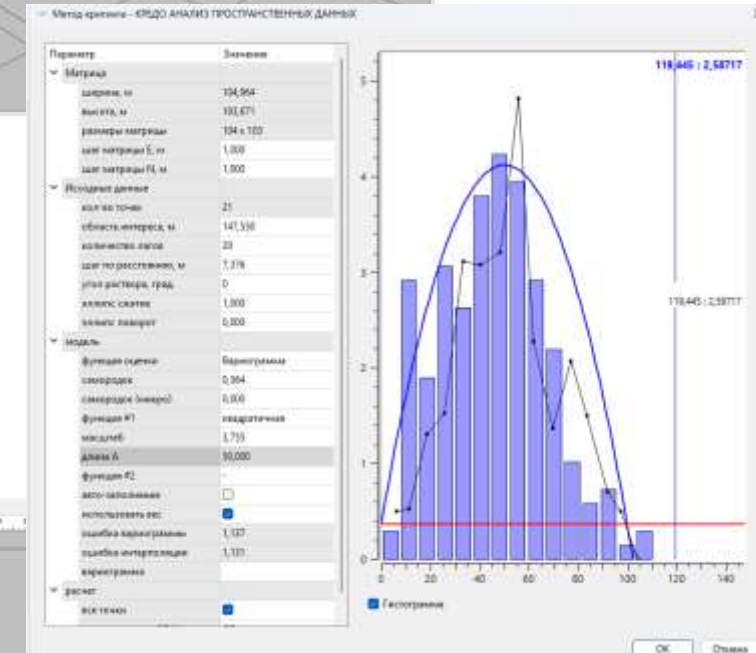 Метод кригинга - КРЕДО АНАЛИЗ ПРОСТРАНСТВЕННЫХ ДАННЫХ
Параметр Значение
Матрица
ширина, м 104,964
высота, м 103,671
размеры матрицы 104 x 103
шаг матрицы E, м 1,000
шаг матрицы N, м 1,000
Исходные данные
кол-во точек 21
область интереса, м 147,530
количество лагов 20
шаг по расстоянию, м 7,376
угол раствора, град. 0
эллипс сжатие 1,000
эллипс поворот 0,000
модель
функция оценки Вариограмма
самородок 0,364
самородок (микро) 0,000
функция #1 квадратичная
масштаб 3,755
длина A 50,000
функция #2 -
авто-заполнение
использовать вес
ошибка вариограммы 1,137
ошибка интерполяции 1,131
вариограмма
расчет
все точки
119,445 : 2,58717
119,445 : 2,58717
5
4
3
2
1
0
0 20 40 60 80 100 120 140
Гистограмма
OK Отмена